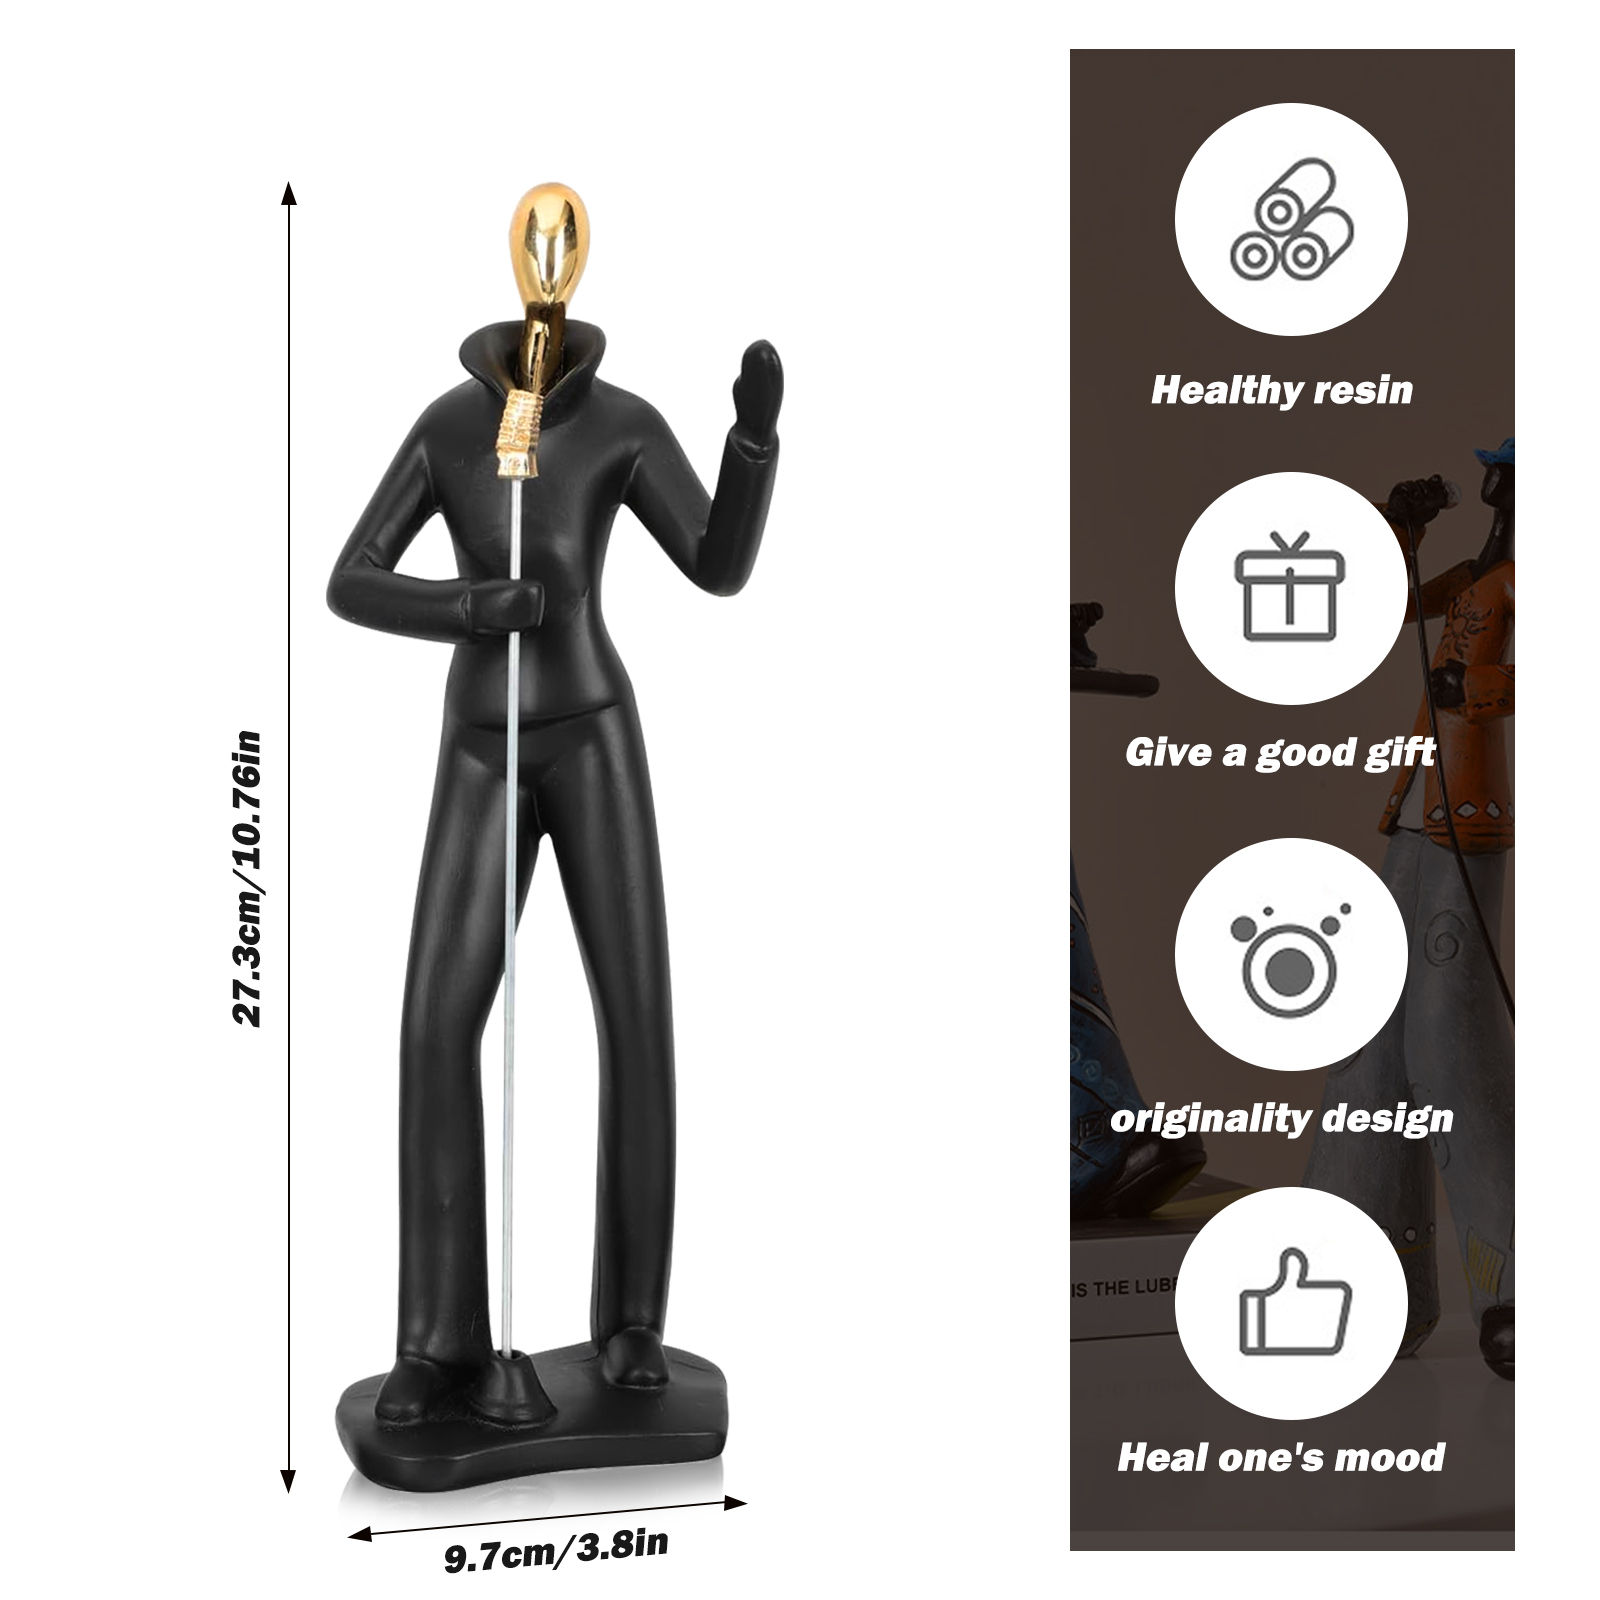 27.3cm/10.76in
9.7cm/3.8in
Healthy resin
Give a good gift
originality design
IS THE LUB
Heal one's mood